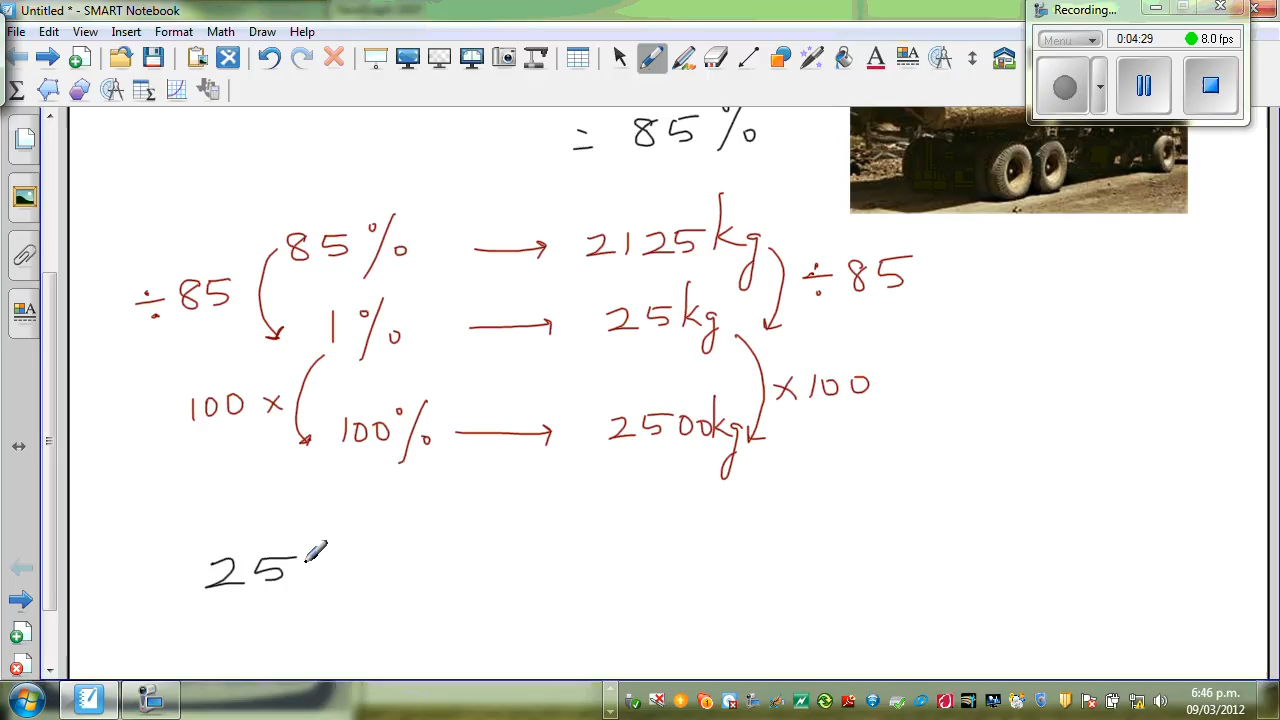 Untitled * - SMART Notebook
Recording...
File Edit View Insert Format Math Draw Help
Menu
0:04:29
8.0 fps
= 85%
85% → 2125kg
÷85
÷85
1% → 25kg
100 ×
×100
100% → 2500kg
25
6:46 p.m.
09/03/2012